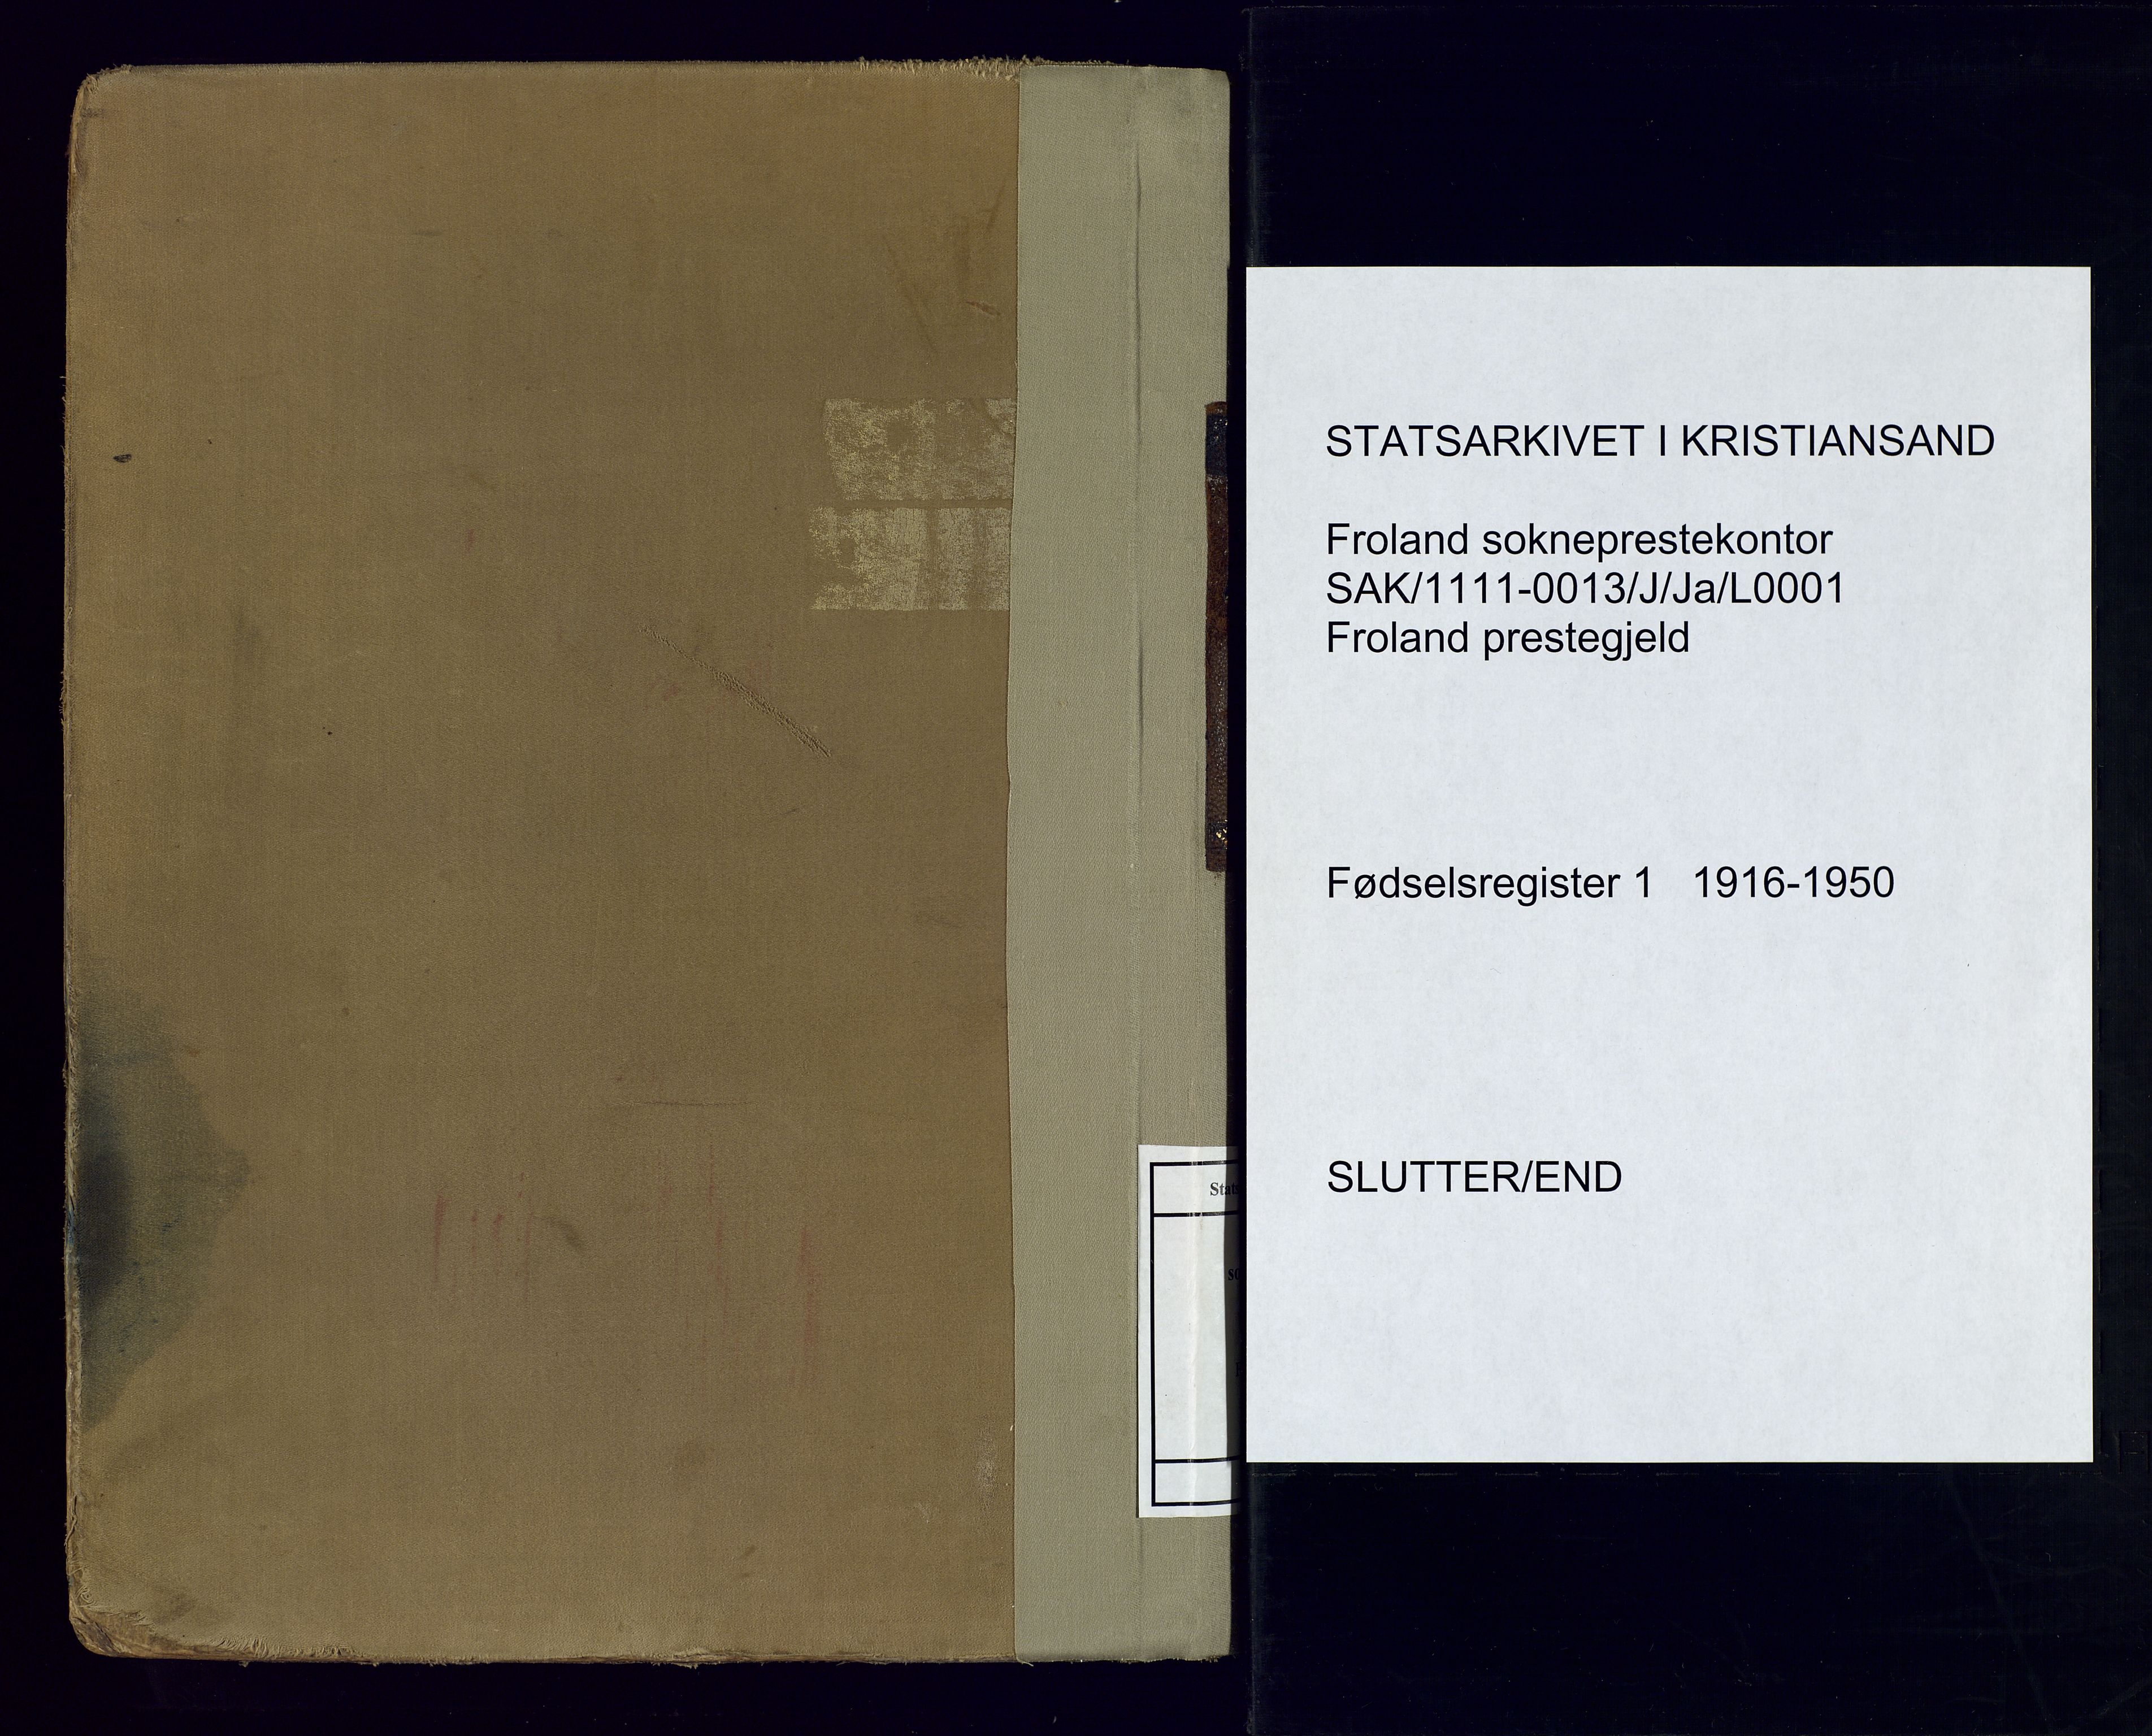 STATSARKIVET I KRISTIANSAND
Froland sokneprestekontor
SAK/1111-0013/J/Ja/L0001
Froland prestegjeld
Fødselsregister 1 1916-1950
SLUTTER/END